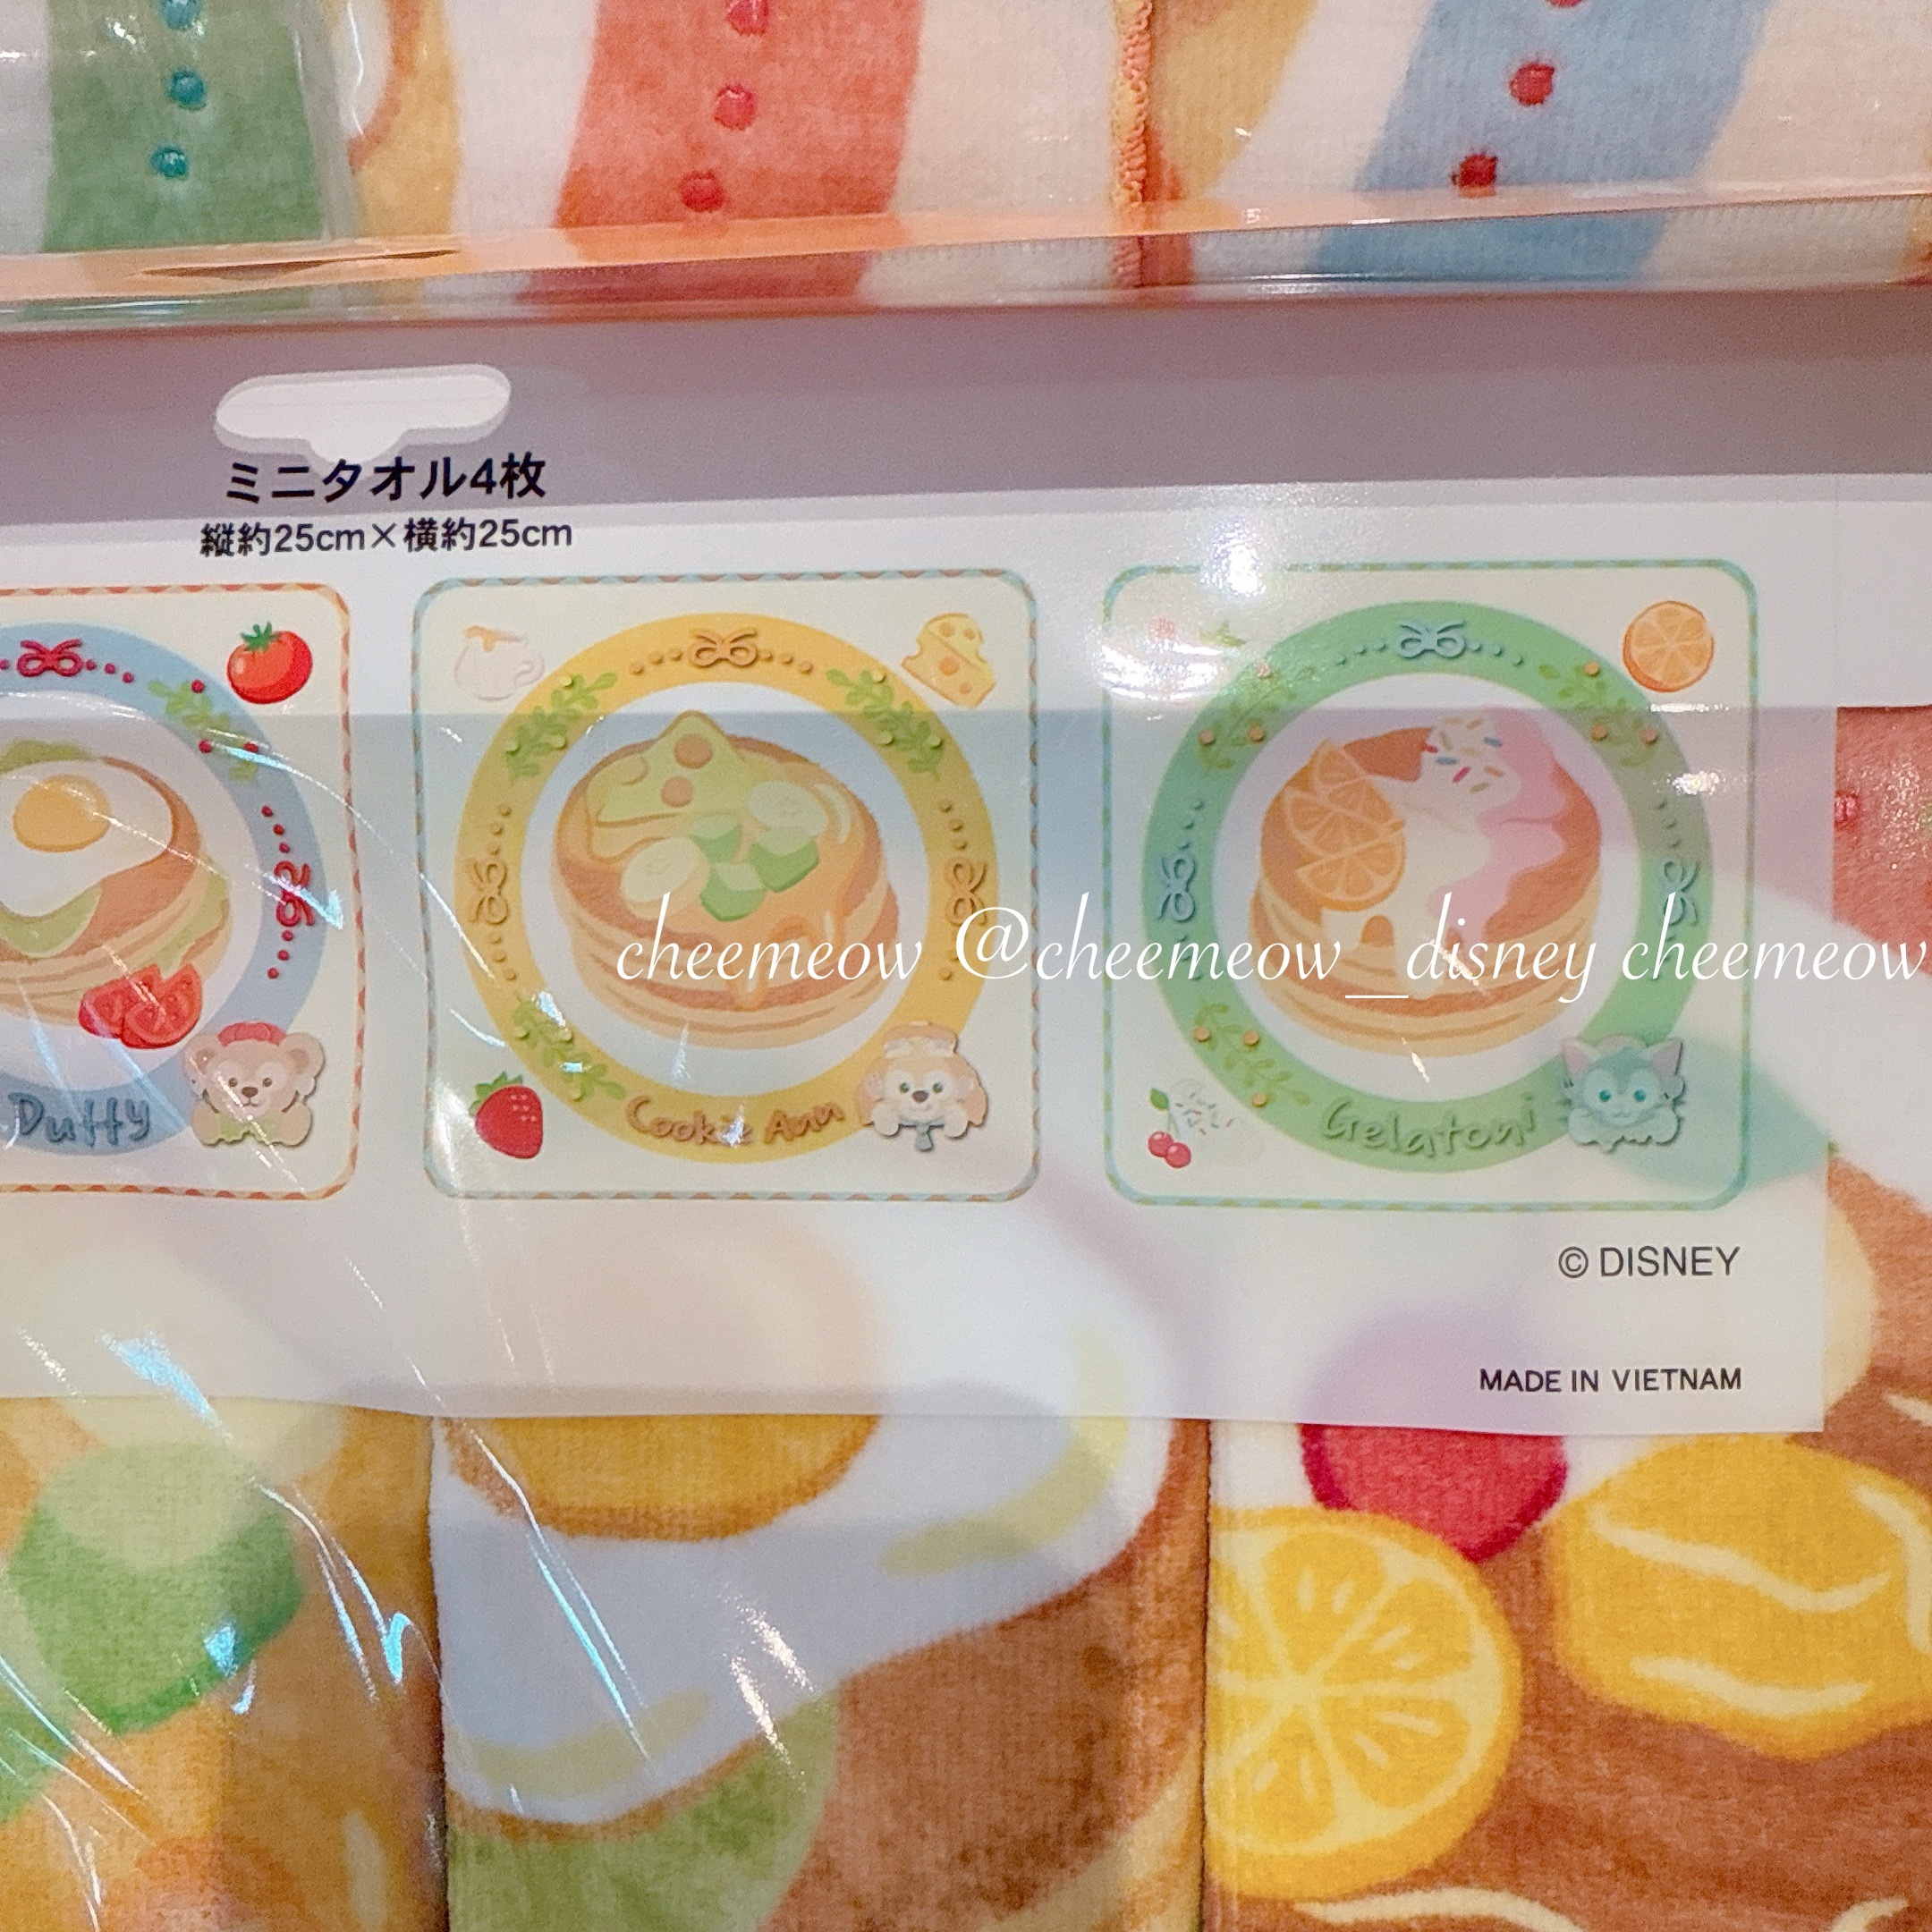 ミニタオル4枚
縦約25cm×横約25cm
cheemeow @cheemeow_disney cheemeow
Duffy
Cookie Ann
Gelatoni
© DISNEY
MADE IN VIETNAM